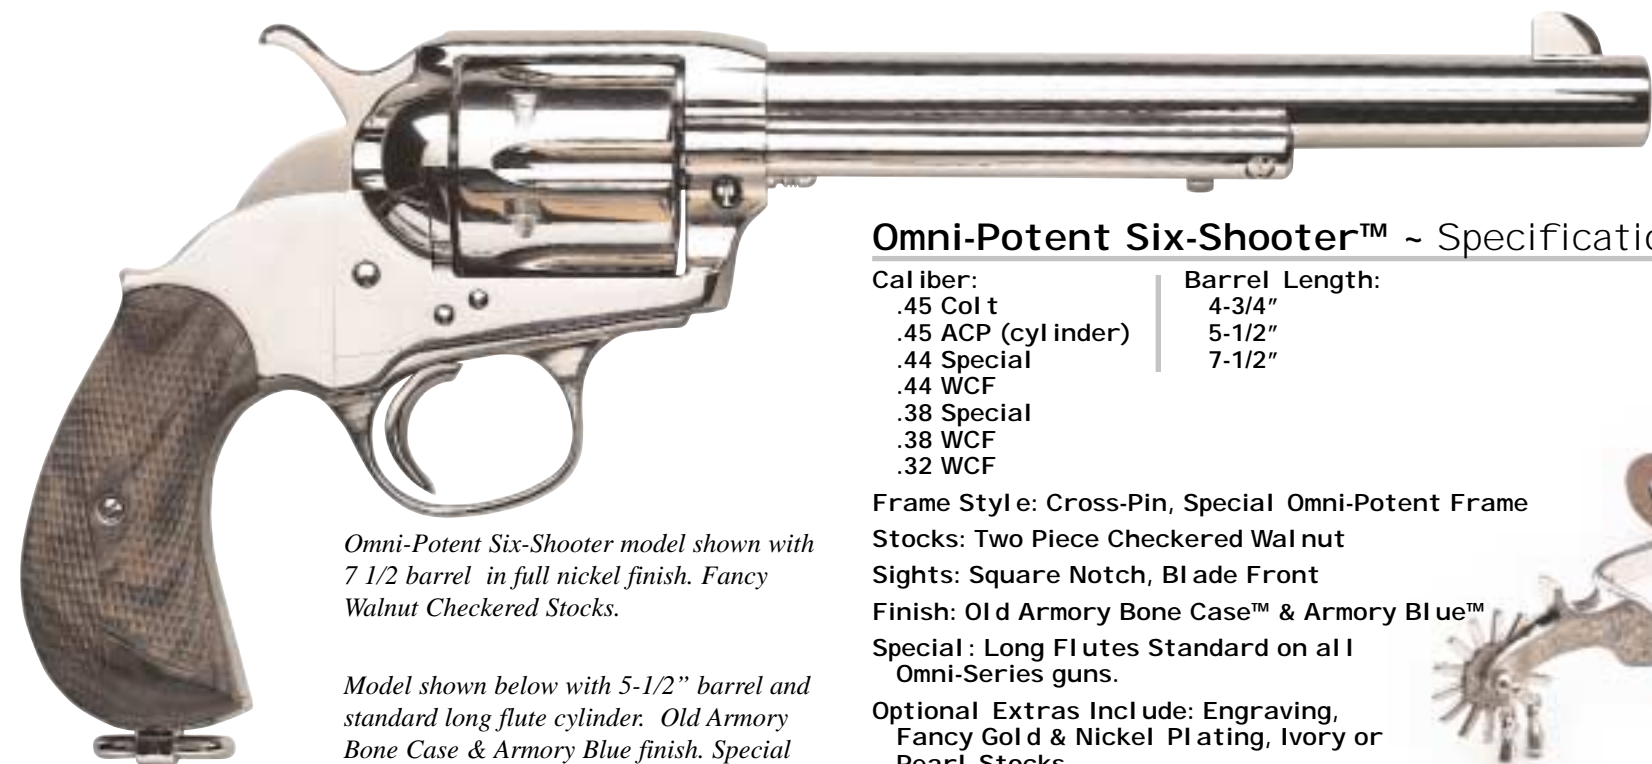 Omni-Potent Six-Shooter™ ~
Caliber:
.45 Colt
.45 ACP (cylinder)
.44 Special
.44 WCF
.38 Special
.38 WCF
.32 WCF
Barrel Length:
4-3/4”
5-1/2”
7-1/2”
Frame Style: Cross-Pin, Special Omni-Potent Frame
Stocks: Two Piece Checkered Walnut
Sights: Square Notch, Blade Front
Finish: Old Armory Bone Case™ & Armory Blue™
Special: Long Flutes Standard on all
Omni-Series guns.
Optional Extras Include: Engraving,
Fancy Gold & Nickel Plating, Ivory or
Pearl Stocks
Omni-Potent Six-Shooter model shown with
7 1/2 barrel in full nickel finish. Fancy
Walnut Checkered Stocks.
Model shown below with 5-1/2” barrel and
standard long flute cylinder. Old Armory
Bone Case & Armory Blue finish. Special